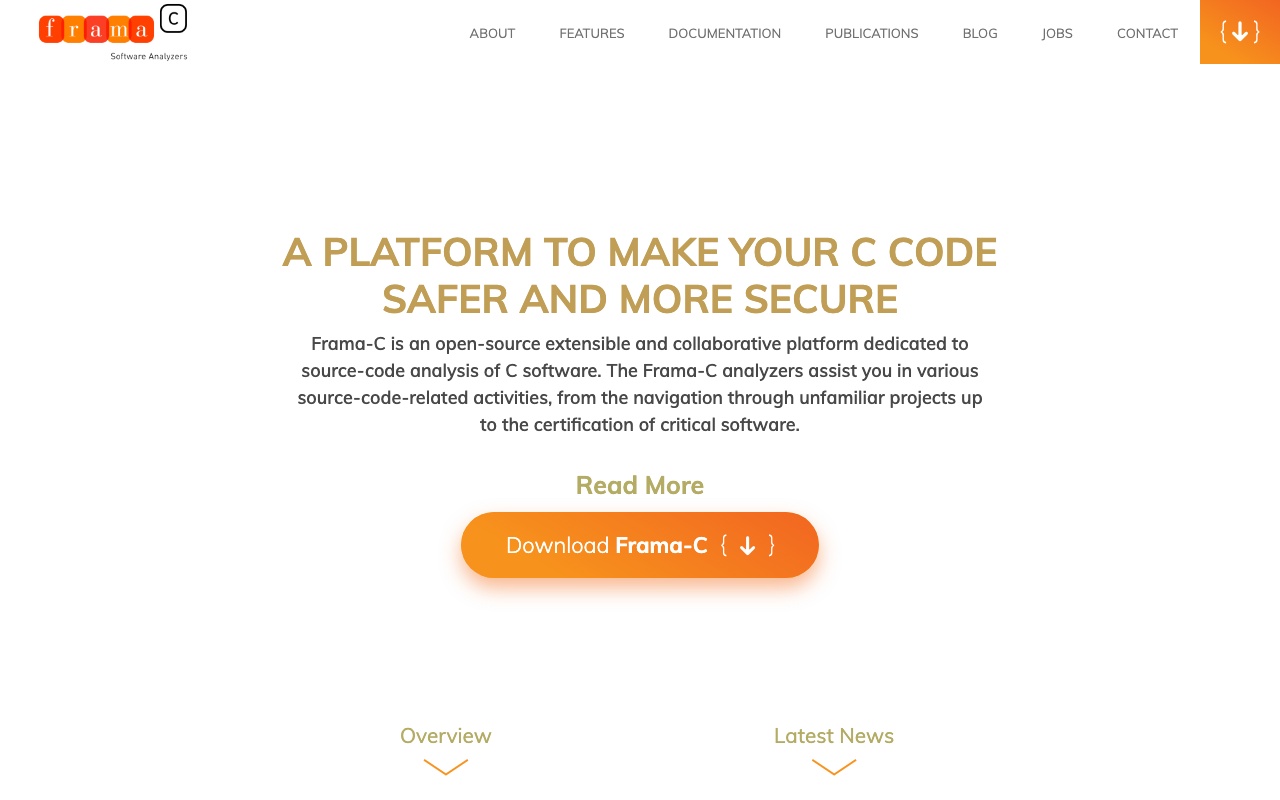 frama C
Software Analyzers
ABOUT FEATURES DOCUMENTATION PUBLICATIONS BLOG JOBS CONTACT
A PLATFORM TO MAKE YOUR C CODE
SAFER AND MORE SECURE
Frama-C is an open-source extensible and collaborative platform dedicated to
source-code analysis of C software. The Frama-C analyzers assist you in various
source-code-related activities, from the navigation through unfamiliar projects up
to the certification of critical software.
Read More
Download Frama-C
Overview Latest News